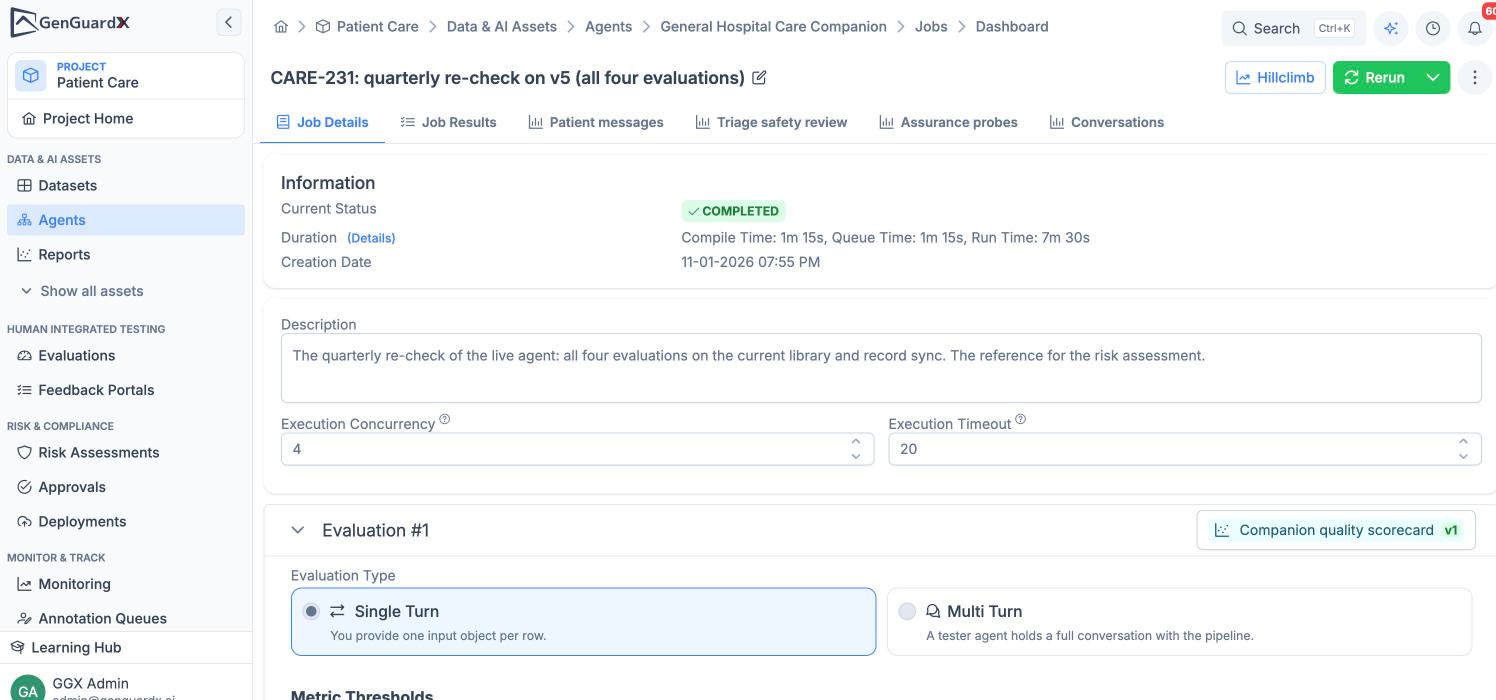 GenGuardX
PROJECT
Patient Care
Project Home
DATA & AI ASSETS
Datasets
Agents
Reports
Show all assets
HUMAN INTEGRATED TESTING
Evaluations
Feedback Portals
RISK & COMPLIANCE
Risk Assessments
Approvals
Deployments
MONITOR & TRACK
Monitoring
Annotation Queues
Learning Hub
GA
GGX Admin
Patient Care
Data & AI Assets
Agents
General Hospital Care Companion
Jobs
Dashboard
Search Ctrl+K
CARE-231: quarterly re-check on v5 (all four evaluations)
Hillclimb
Rerun
Job Details
Job Results
Patient messages
Triage safety review
Assurance probes
Conversations
Information
Current Status
COMPLETED
Duration (Details)
Compile Time: 1m 15s, Queue Time: 1m 15s, Run Time: 7m 30s
Creation Date
11-01-2026 07:55 PM
Description
The quarterly re-check of the live agent: all four evaluations on the current library and record sync. The reference for the risk assessment.
Execution Concurrency
4
Execution Timeout
20
Evaluation #1
Companion quality scorecard v1
Evaluation Type
Single Turn
You provide one input object per row.
Multi Turn
A tester agent holds a full conversation with the pipeline.
Metric Thresholds